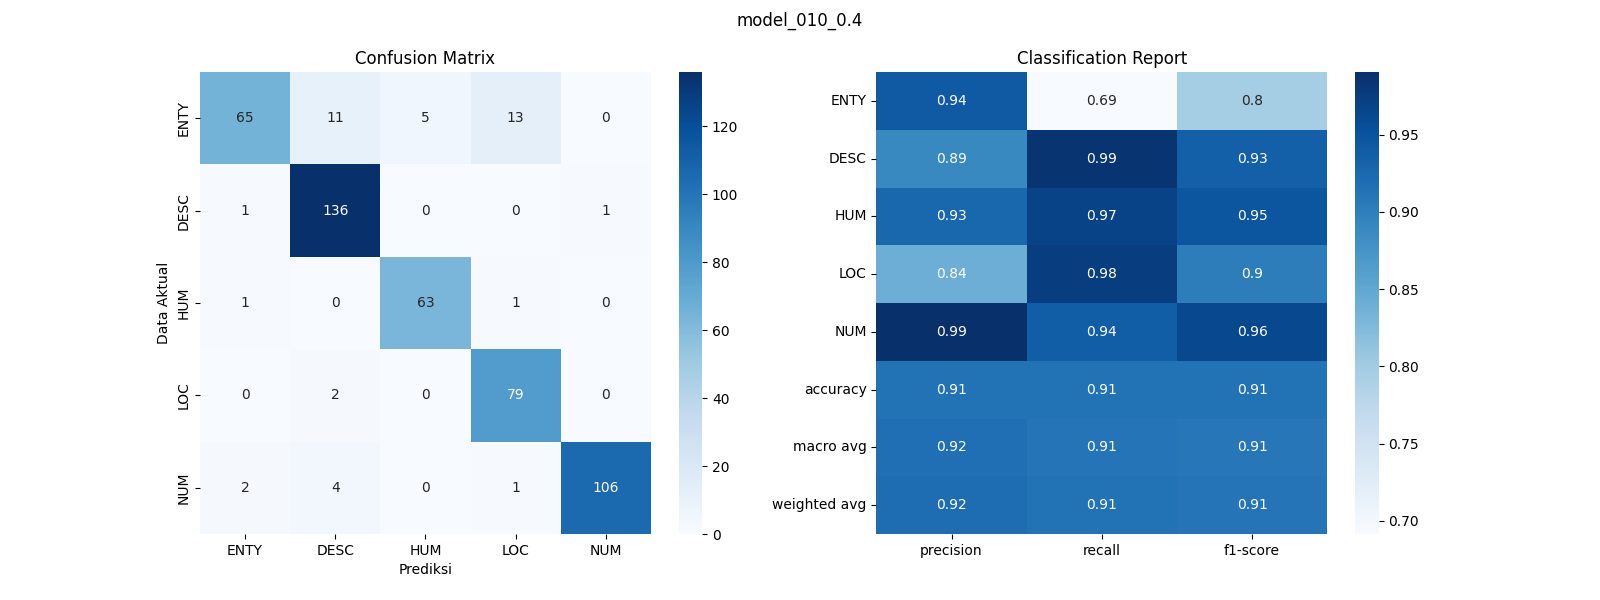 model_010_0.4
Confusion Matrix
ENTY 65 11 5 13 0
DESC 1 136 0 0 1
HUM 1 0 63 1 0
LOC 0 2 0 79 0
NUM 2 4 0 1 106
ENTY DESC HUM LOC NUM
Prediksi
Data Aktual
120
100
80
60
40
20
0
Classification Report
ENTY 0.94 0.69 0.8
DESC 0.89 0.99 0.93
HUM 0.93 0.97 0.95
LOC 0.84 0.98 0.9
NUM 0.99 0.94 0.96
accuracy 0.91 0.91 0.91
macro avg 0.92 0.91 0.91
weighted avg 0.92 0.91 0.91
precision recall f1-score
0.95
0.90
0.85
0.80
0.75
0.70